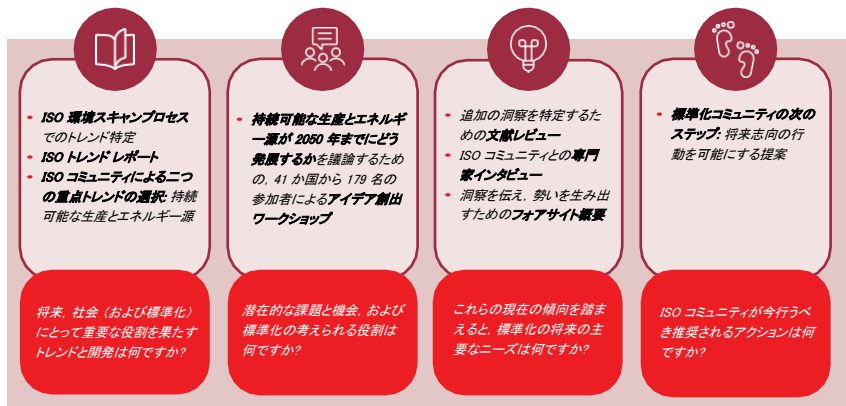 • ISO 環境スキャンプロセス
でのトレンド特定
• ISO トレンド レポート
• ISO コミュニティによる二つ
の重点トレンドの選択: 持続
可能な生産とエネルギー源
• 持続可能な生産とエネルギ
ー源が 2050 年までにどう
発展するかを議論するため
の, 41 か国から 179 名の
参加者によるアイデア創出
ワークショップ
• 追加の洞察を特定するた
めの文献レビュー
• ISO コミュニティとの専門
家インタビュー
• 洞察を伝え, 勢いを生み出
すためのフォアサイト概要
• 標準化コミュニティの次の
ステップ: 将来志向の行
動を可能にする提案
将来, 社会 (および標準化)
にとって重要な役割を果たす
トレンドと開発は何ですか?
潜在的な課題と機会, および
標準化の考えられる役割は
何ですか?
これらの現在の傾向を踏ま
えると, 標準化の将来の主
要なニーズは何ですか?
ISO コミュニティが今行うべ
き推奨されるアクションは何
ですか?